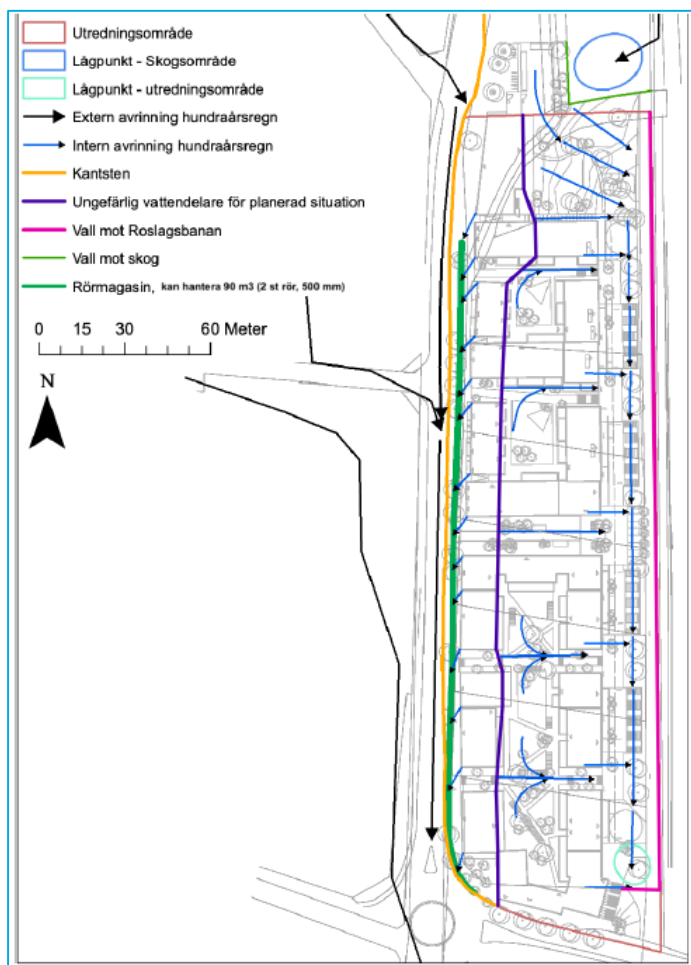 Utredningsområde
Lågpunkt - Skogsområde
Lågpunkt - utredningsområde
Extern avrinning hundraårsregn
Intern avrinning hundraårsregn
Kantsten
Ungefärlig vattendelare för planerad situation
Vall mot Roslagsbanan
Vall mot skog
Rörmagasin, kan hantera 90 m3 (2 st rör, 500 mm)
0 15 30 60 Meter
N